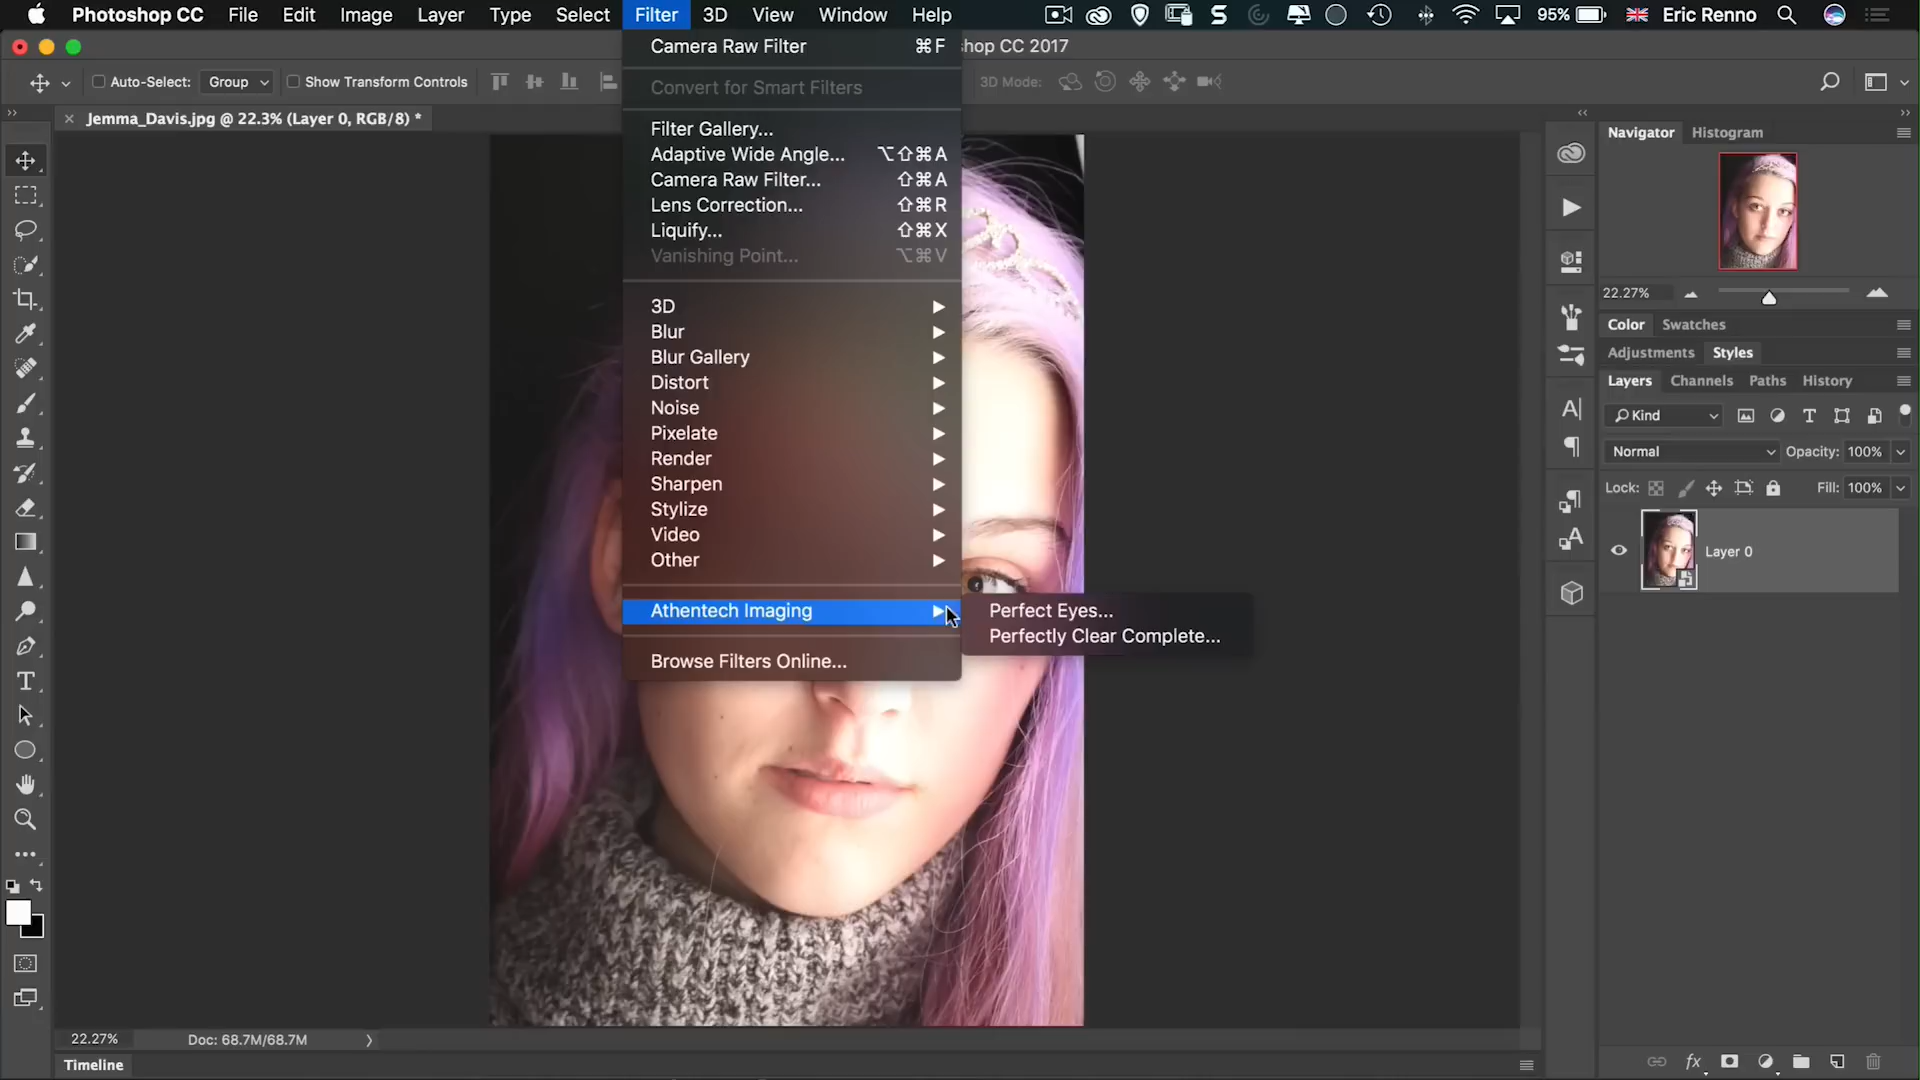 Photoshop CC File Edit Image Layer Type Select Filter 3D View Window Help 95% Eric Renno
hop CC 2017
Auto-Select: Group Show Transform Controls 3D Mode:
Jemma_Davis.jpg @ 22.3% (Layer 0, RGB/8) *
Camera Raw Filter ⌘F
Convert for Smart Filters
Filter Gallery...
Adaptive Wide Angle... ⌥⇧⌘A
Camera Raw Filter... ⇧⌘A
Lens Correction... ⇧⌘R
Liquify... ⇧⌘X
Vanishing Point... ⌥⌘V
3D
Blur
Blur Gallery
Distort
Noise
Pixelate
Render
Sharpen
Stylize
Video
Other
Athentech Imaging
Perfect Eyes...
Perfectly Clear Complete...
Browse Filters Online...
Navigator Histogram
22.27%
Color Swatches
Adjustments Styles
Layers Channels Paths History
Kind
Normal Opacity: 100%
Lock: Fill: 100%
Layer 0
22.27% Doc: 68.7M/68.7M
Timeline
fx